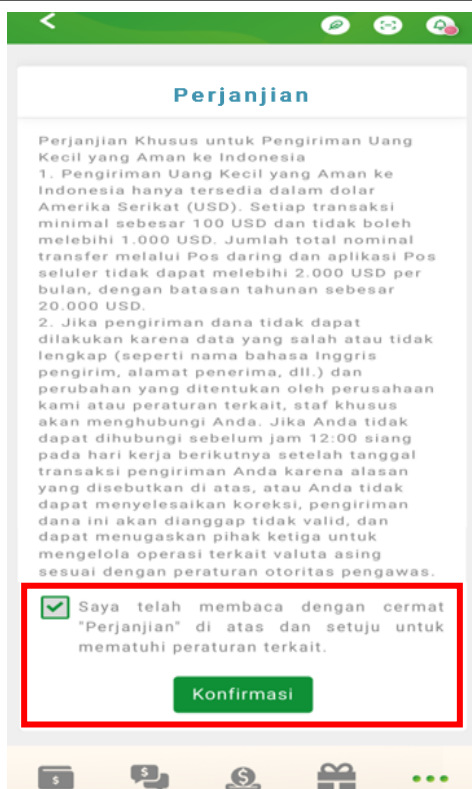 Perjanjian
Perjanjian Khusus untuk Pengiriman Uang
Kecil yang Aman ke Indonesia
1. Pengiriman Uang Kecil yang Aman ke
Indonesia hanya tersedia dalam dolar
Amerika Serikat (USD). Setiap transaksi
minimal sebesar 100 USD dan tidak boleh
melebihi 1.000 USD. Jumlah total nominal
transfer melalui Pos daring dan aplikasi Pos
seluler tidak dapat melebihi 2.000 USD per
bulan, dengan batasan tahunan sebesar
20.000 USD.
2. Jika pengiriman dana tidak dapat
dilakukan karena data yang salah atau tidak
lengkap (seperti nama bahasa Inggris
pengirim, alamat penerima, dll.) dan
perubahan yang ditentukan oleh perusahaan
kami atau peraturan terkait, staf khusus
akan menghubungi Anda. Jika Anda tidak
dapat dihubungi sebelum jam 12:00 siang
pada hari kerja berikutnya setelah tanggal
transaksi pengiriman Anda karena alasan
yang disebutkan di atas, atau Anda tidak
dapat menyelesaikan koreksi, pengiriman
dana ini akan dianggap tidak valid, dan
dapat menugaskan pihak ketiga untuk
mengelola operasi terkait valuta asing
sesuai dengan peraturan otoritas pengawas.
Saya telah membaca dengan cermat
"Perjanjian" di atas dan setuju untuk
mematuhi peraturan terkait.
Konfirmasi